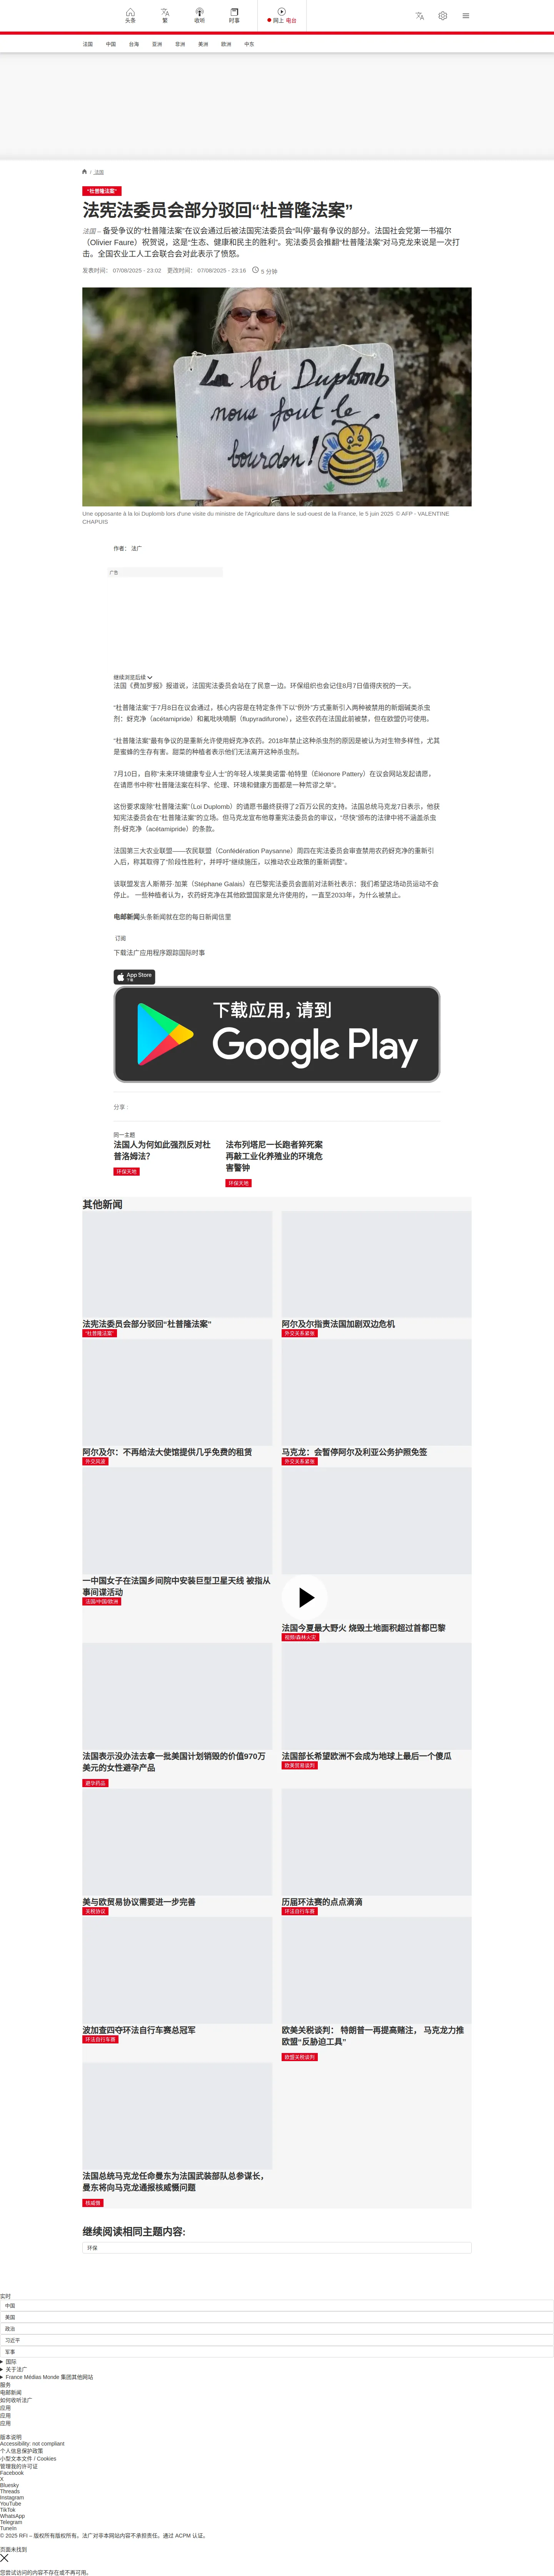 头条
繁
收听
时事
网上 电台
法国
中国
台海
亚洲
非洲
美洲
欧洲
中东
/ 法国
“杜普隆法案”
法宪法委员会部分驳回“杜普隆法案”
法国 – 备受争议的“杜普隆法案”在议会通过后被法国宪法委员会“叫停”最有争议的部分。法国社会党第一书福尔
（Olivier Faure）祝贺说，这是“生态、健康和民主的胜利”。宪法委员会推翻“杜普隆法案”对马克龙来说是一次打
击。全国农业工人工会联合会对此表示了愤怒。
发表时间： 07/08/2025 - 23:02 更改时间： 07/08/2025 - 23:16 5 分钟
La loi Duplomb
nous fout le
bourdon!
Une opposante à la loi Duplomb lors d'une visite du ministre de l'Agriculture dans le sud-ouest de la France, le 5 juin 2025 © AFP - VALENTINE
CHAPUIS
作者： 法广
广告
继续浏览后续
法国《费加罗报》报道说，法国宪法委员会站在了民意一边。环保组织也会记住8月7日值得庆祝的一天。
“杜普隆法案”于7月8日在议会通过，核心内容是在特定条件下以“例外”方式重新引入两种被禁用的新烟碱类杀虫
剂：蚜克净（acétamipride）和氟吡呋喃酮（flupyradifurone），这些农药在法国此前被禁，但在欧盟仍可使用。
“杜普隆法案”最有争议的是重新允许使用蚜克净农药。2018年禁止这种杀虫剂的原因是被认为对生物多样性，尤其
是蜜蜂的生存有害。甜菜的种植者表示他们无法离开这种杀虫剂。
7月10日，自称“未来环境健康专业人士”的年轻人埃莱奥诺雷·帕特里（Éléonore Pattery）在议会网站发起请愿，
在请愿书中称“杜普隆法案在科学、伦理、环境和健康方面都是一种荒谬之举”。
这份要求废除“杜普隆法案”（Loi Duplomb）的请愿书最终获得了2百万公民的支持。法国总统马克龙7日表示，他获
知宪法委员会在“杜普隆法案”的立场。但马克龙宣布他尊重宪法委员会的审议，“尽快”颁布的法律中将不涵盖杀虫
剂-蚜克净（acétamipride）的条款。
法国第三大农业联盟——农民联盟（Confédération Paysanne）周四在宪法委员会审查禁用农药蚜克净的重新引
入后，称其取得了“阶段性胜利”，并呼吁“继续施压，以推动农业政策的重新调整”。
该联盟发言人斯蒂芬·加莱（Stéphane Galais）在巴黎宪法委员会面前对法新社表示：我们希望这场动员运动不会
停止。 一些种植者认为，农药蚜克净在其他欧盟国家是允许使用的，一直至2033年，为什么被禁止。
电邮新闻头条新闻就在您的每日新闻信里
订阅
下载法广应用程序跟踪国际时事
App Store
下载
下载应用，请到
Google Play
分享 :
同一主题
法国人为何如此强烈反对杜
普洛姆法？
环保天地
法布列塔尼一长跑者猝死案
再敲工业化养殖业的环境危
害警钟
环保天地
其他新闻
法宪法委员会部分驳回“杜普隆法案”
“杜普隆法案”
阿尔及尔指责法国加剧双边危机
外交关系紧张
阿尔及尔：不再给法大使馆提供几乎免费的租赁
外交风波
马克龙：会暂停阿尔及利亚公务护照免签
外交关系紧张
一中国女子在法国乡间院中安装巨型卫星天线 被指从
事间谍活动
法国/中国/欧洲
法国今夏最大野火 烧毁土地面积超过首都巴黎
视频/森林火灾
法国表示没办法去拿一批美国计划销毁的价值970万
美元的女性避孕产品
避孕药品
法国部长希望欧洲不会成为地球上最后一个傻瓜
欧美贸易谈判
美与欧贸易协议需要进一步完善
关税协议
历届环法赛的点点滴滴
环法自行车赛
波加查四夺环法自行车赛总冠军
环法自行车赛
欧美关税谈判： 特朗普一再提高赌注， 马克龙力推
欧盟“反胁迫工具”
欧盟关税谈判
法国总统马克龙任命曼东为法国武装部队总参谋长，
曼东将向马克龙通报核威慑问题
核威慑
继续阅读相同主题内容:
环保
实时
中国
美国
政治
习近平
军事
国际
关于法广
France Médias Monde 集团其他网站
服务
电邮新闻
如何收听法广
应用
应用
应用
版本说明
Accessibility: not compliant
个人信息保护政策
小型文本文件 / Cookies
管理我的许可证
Facebook
X
Bluesky
Threads
Instagram
YouTube
TikTok
WhatsApp
Telegram
TuneIn
© 2025 RFI – 版权所有版权所有。法广对非本网站内容不承担责任。通过 ACPM 认证。
页面未找到
您尝试访问的内容不存在或不再可用。